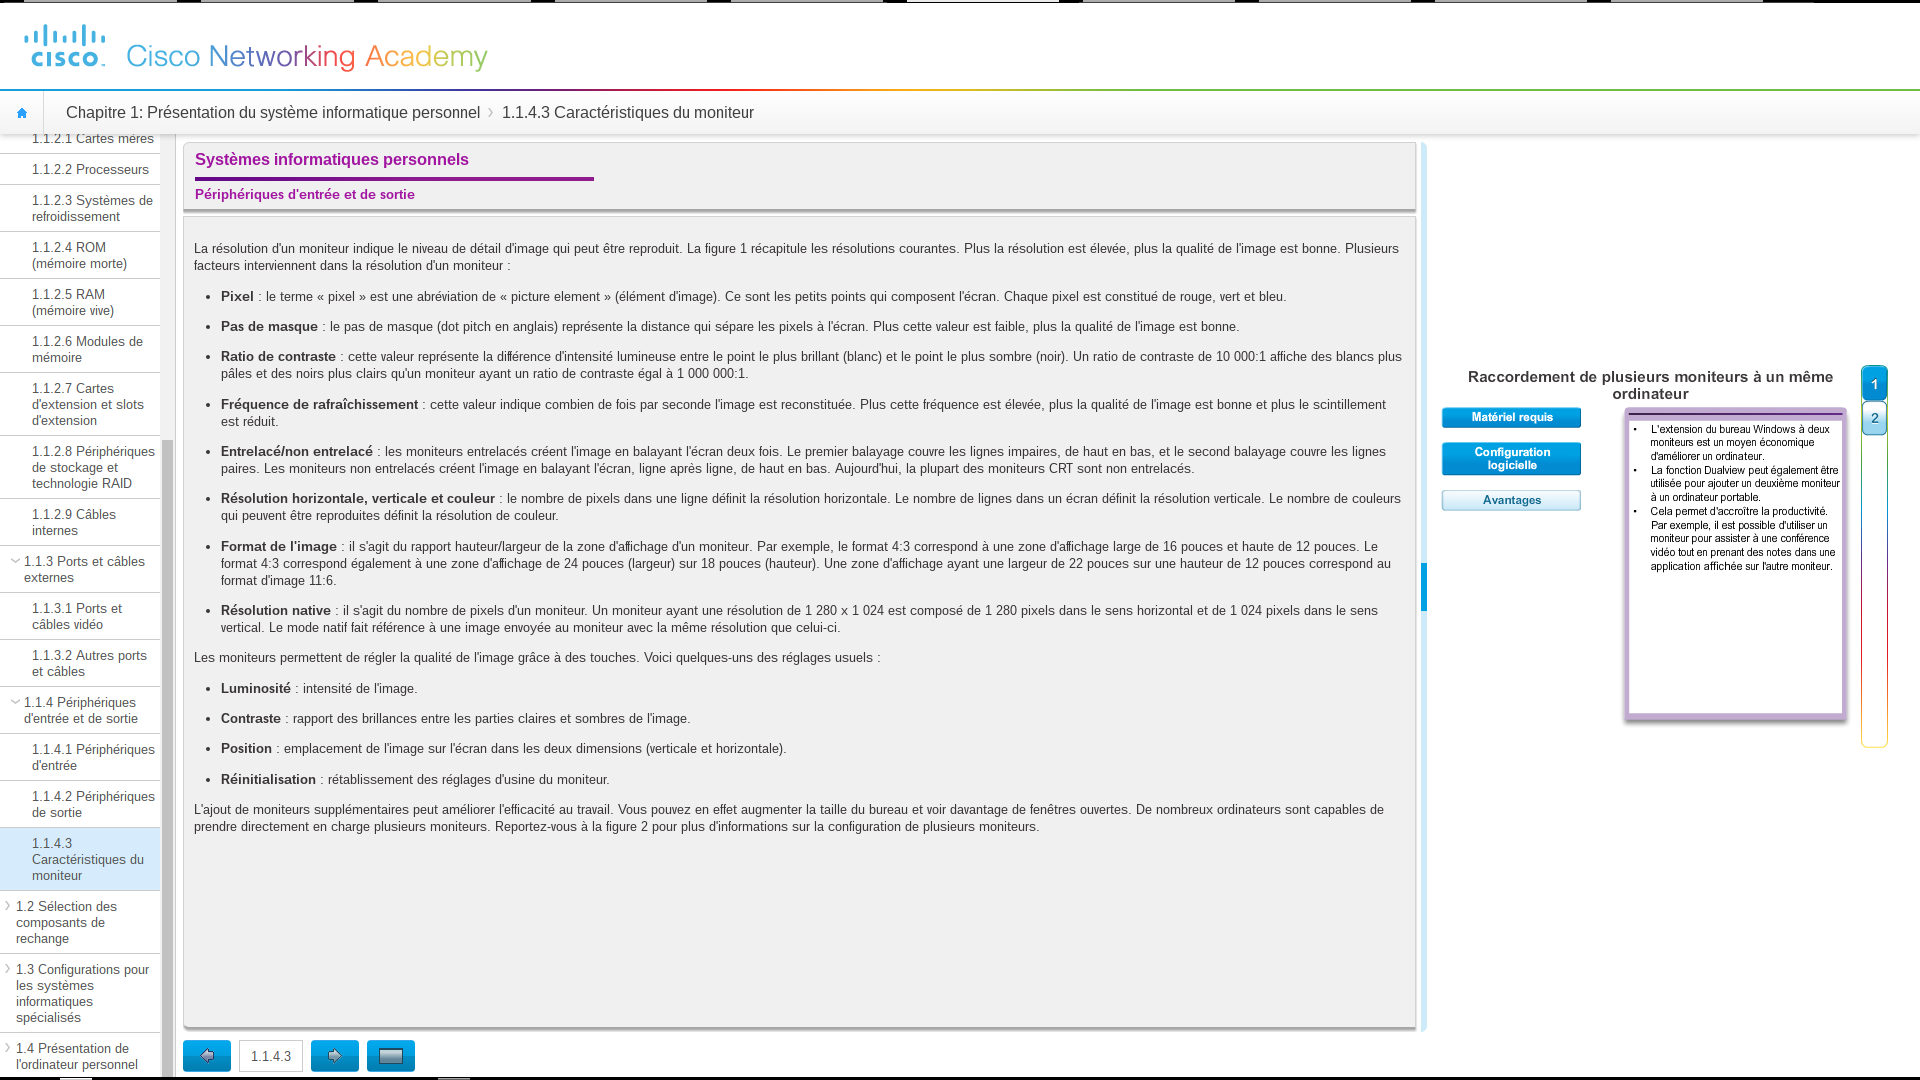 cisco
Cisco Networking Academy
Chapitre 1: Présentation du système informatique personnel
1.1.4.3 Caractéristiques du moniteur
1.1.2.1 Cartes mères
1.1.2.2 Processeurs
1.1.2.3 Systèmes de
refroidissement
1.1.2.4 ROM
(mémoire morte)
1.1.2.5 RAM
(mémoire vive)
1.1.2.6 Modules de
mémoire
1.1.2.7 Cartes
d'extension et slots
d'extension
1.1.2.8 Périphériques
de stockage et
technologie RAID
1.1.2.9 Câbles
internes
1.1.3 Ports et câbles
externes
1.1.3.1 Ports et
câbles vidéo
1.1.3.2 Autres ports
et câbles
1.1.4 Périphériques
d'entrée et de sortie
1.1.4.1 Périphériques
d'entrée
1.1.4.2 Périphériques
de sortie
1.1.4.3
Caractéristiques du
moniteur
1.2 Sélection des
composants de
rechange
1.3 Configurations pour
les systèmes
informatiques
spécialisés
1.4 Présentation de
l'ordinateur personnel
Systèmes informatiques personnels
Périphériques d'entrée et de sortie
La résolution d'un moniteur indique le niveau de détail d'image qui peut être reproduit. La figure 1 récapitule les résolutions courantes. Plus la résolution est élevée, plus la qualité de l'image est bonne. Plusieurs
facteurs interviennent dans la résolution d'un moniteur :
• Pixel : le terme « pixel » est une abréviation de « picture element » (élément d'image). Ce sont les petits points qui composent l'écran. Chaque pixel est constitué de rouge, vert et bleu.
• Pas de masque : le pas de masque (dot pitch en anglais) représente la distance qui sépare les pixels à l'écran. Plus cette valeur est faible, plus la qualité de l'image est bonne.
• Ratio de contraste : cette valeur représente la différence d'intensité lumineuse entre le point le plus brillant (blanc) et le point le plus sombre (noir). Un ratio de contraste de 10 000:1 affiche des blancs plus
pâles et des noirs plus clairs qu'un moniteur ayant un ratio de contraste égal à 1 000 000:1.
• Fréquence de rafraîchissement : cette valeur indique combien de fois par seconde l'image est reconstituée. Plus cette fréquence est élevée, plus la qualité de l'image est bonne et plus le scintillement
est réduit.
• Entrelacé/non entrelacé : les moniteurs entrelacés créent l'image en balayant l'écran deux fois. Le premier balayage couvre les lignes impaires, de haut en bas, et le second balayage couvre les lignes
paires. Les moniteurs non entrelacés créent l'image en balayant l'écran, ligne après ligne, de haut en bas. Aujourd'hui, la plupart des moniteurs CRT sont non entrelacés.
• Résolution horizontale, verticale et couleur : le nombre de pixels dans une ligne définit la résolution horizontale. Le nombre de lignes dans un écran définit la résolution verticale. Le nombre de couleurs
qui peuvent être reproduites définit la résolution de couleur.
• Format de l'image : il s'agit du rapport hauteur/largeur de la zone d'affichage d'un moniteur. Par exemple, le format 4:3 correspond à une zone d'affichage large de 16 pouces et haute de 12 pouces. Le
format 4:3 correspond également à une zone d'affichage de 24 pouces (largeur) sur 18 pouces (hauteur). Une zone d'affichage ayant une largeur de 22 pouces sur une hauteur de 12 pouces correspond au
format d'image 11:6.
• Résolution native : il s'agit du nombre de pixels d'un moniteur. Un moniteur ayant une résolution de 1 280 x 1 024 est composé de 1 280 pixels dans le sens horizontal et de 1 024 pixels dans le sens
vertical. Le mode natif fait référence à une image envoyée au moniteur avec la même résolution que celui-ci.
Les moniteurs permettent de régler la qualité de l'image grâce à des touches. Voici quelques-uns des réglages usuels :
• Luminosité : intensité de l'image.
• Contraste : rapport des brillances entre les parties claires et sombres de l'image.
• Position : emplacement de l'image sur l'écran dans les deux dimensions (verticale et horizontale).
• Réinitialisation : rétablissement des réglages d'usine du moniteur.
L'ajout de moniteurs supplémentaires peut améliorer l'efficacité au travail. Vous pouvez en effet augmenter la taille du bureau et voir davantage de fenêtres ouvertes. De nombreux ordinateurs sont capables de
prendre directement en charge plusieurs moniteurs. Reportez-vous à la figure 2 pour plus d'informations sur la configuration de plusieurs moniteurs.
1.1.4.3
Raccordement de plusieurs moniteurs à un même
ordinateur
Matériel requis
Configuration
logicielle
Avantages
• L'extension du bureau Windows à deux
moniteurs est un moyen économique
d'améliorer un ordinateur.
• La fonction Dualview peut également être
utilisée pour ajouter un deuxième moniteur
à un ordinateur portable.
• Cela permet d'accroître la productivité.
Par exemple, il est possible d'utiliser un
moniteur pour assister à une conférence
vidéo tout en prenant des notes dans une
application affichée sur l'autre moniteur.
1
2